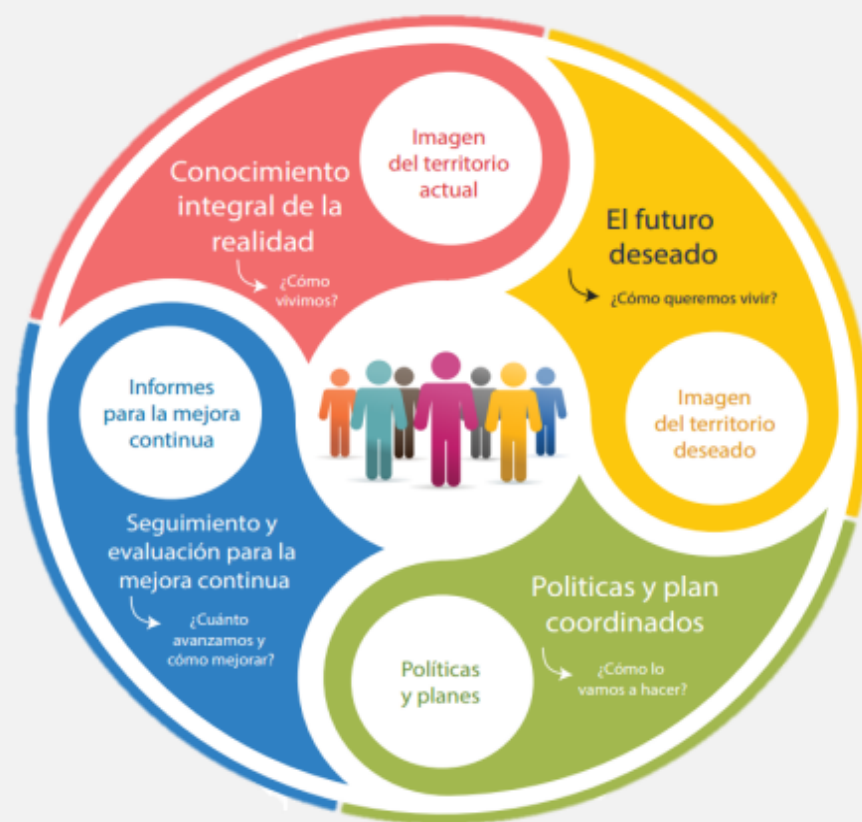 Imagen
del territorio
actual
Conocimiento
integral de la
realidad
¿Cómo
vivimos?
El futuro
deseado
¿Cómo queremos vivir?
Imagen
del territorio
deseado
Politicas y plan
coordinados
¿Cómo lo
vamos a hacer?
Políticas
y planes
Informes
para la mejora
continua
Seguimiento y
evaluación para la
mejora continua
¿Cuánto
avanzamos y
cómo mejorar?